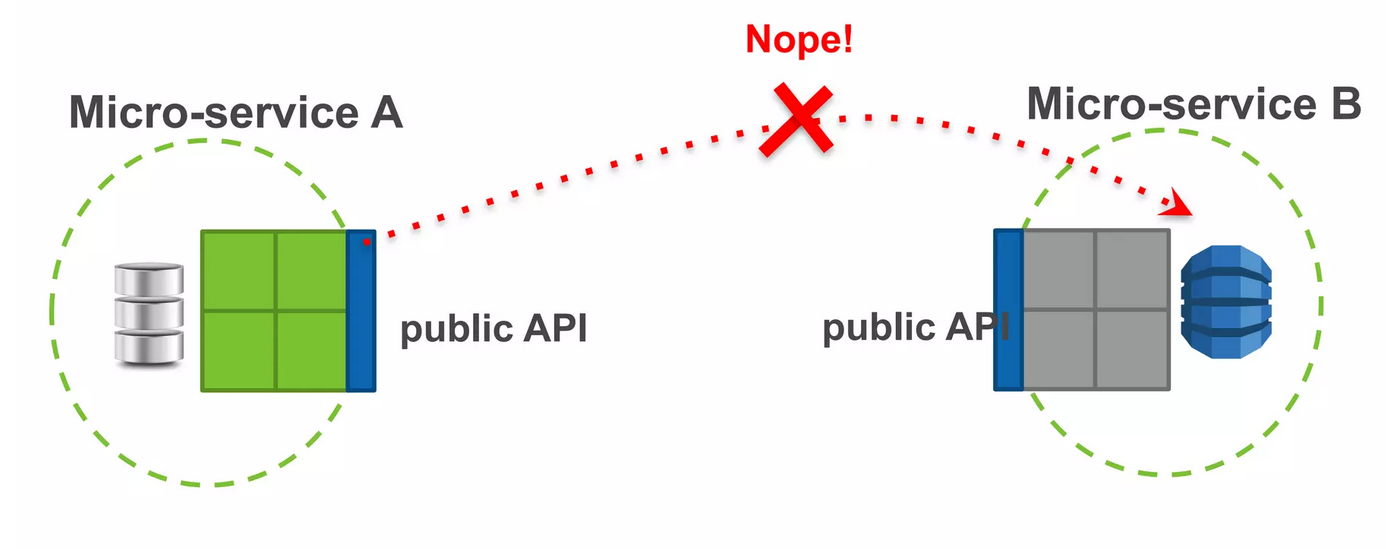 Nope!
Micro-service A
Micro-service B
public API
public API